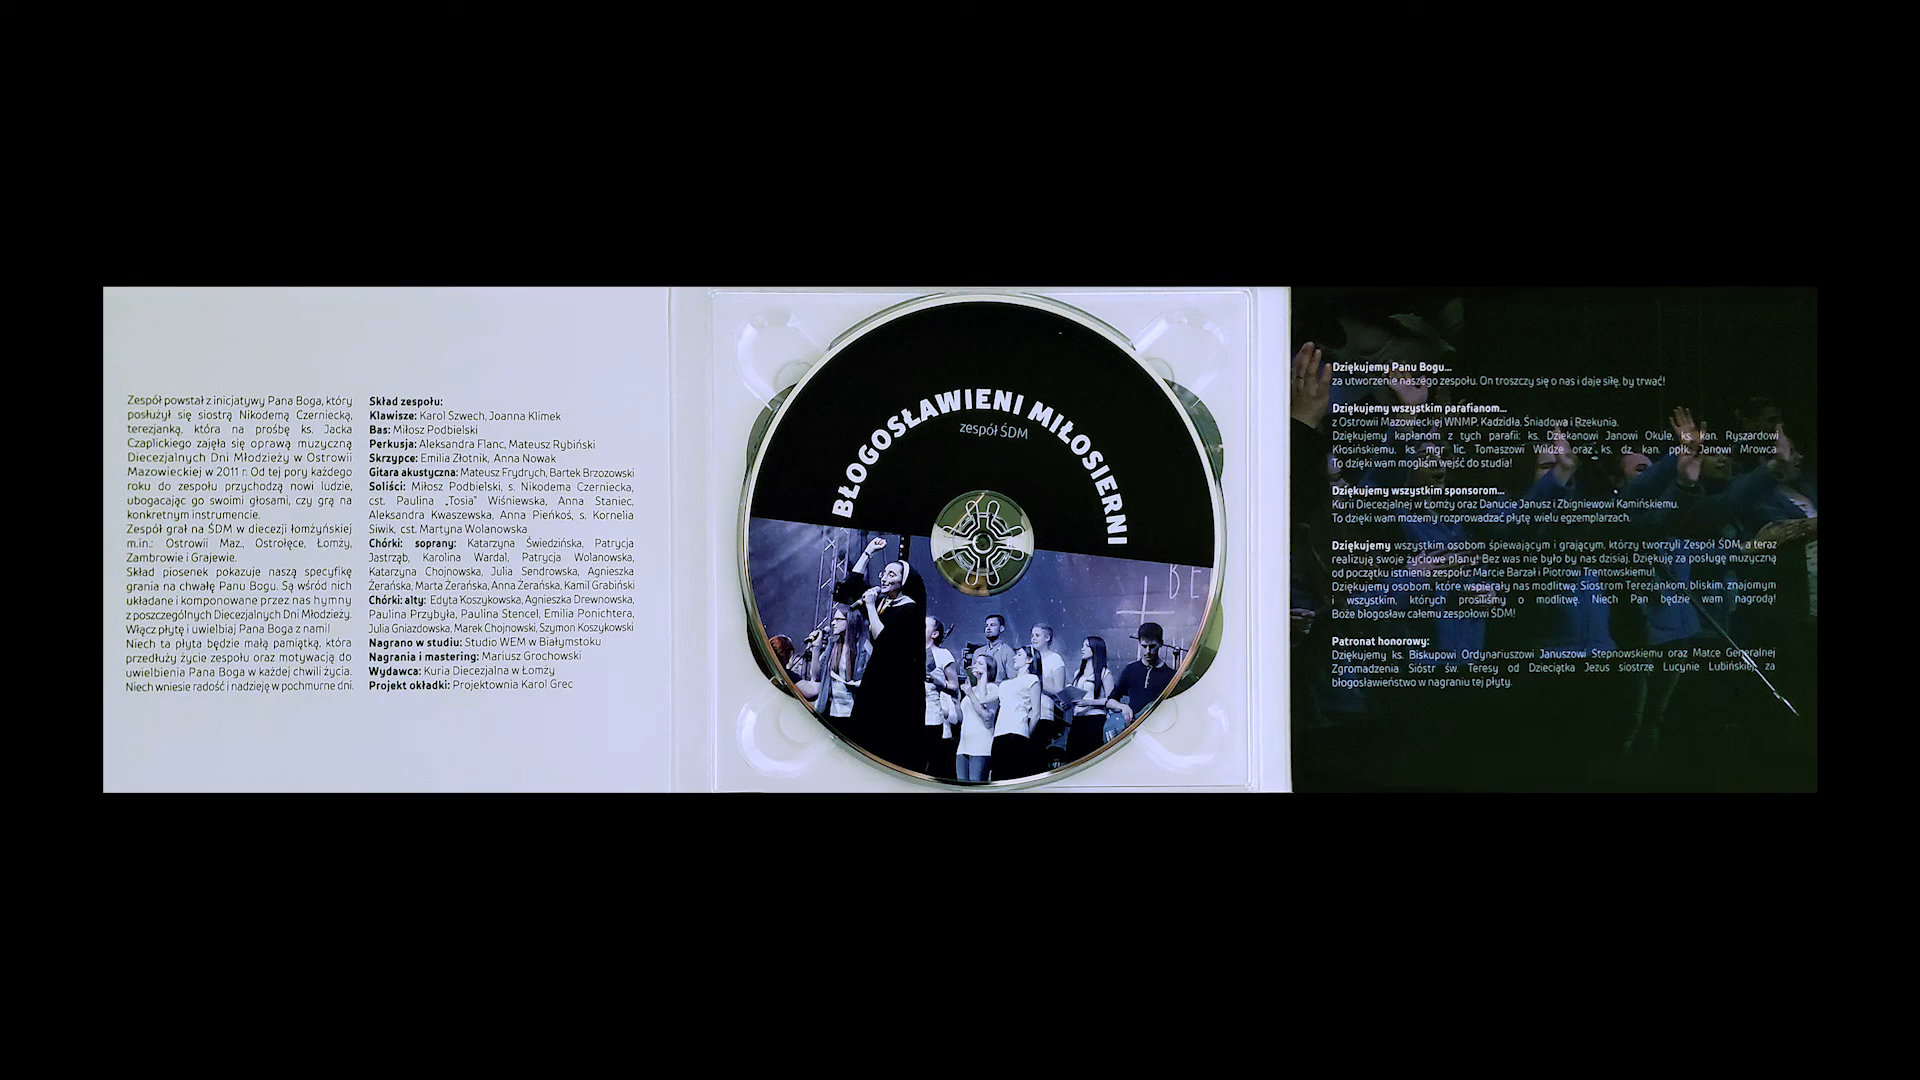 Zespół powstał z inicjatywy Pana Boga, który
posłużył się siostrą Nikodemą Czerniecką,
terezjanką, która na prośbę ks. Jacka
Czaplickiego zajęła się oprawą muzyczną
Diecezjalnych Dni Młodzieży w Ostrowii
Mazowieckiej w 2011 r. Od tej pory każdego
roku do zespołu przychodzą nowi ludzie,
ubogacając go swoimi głosami, czy grą na
konkretnym instrumencie.
Zespół grał na ŚDM w diecezji łomżyńskiej
m.in.: Ostrowii Maz., Ostrołęce, Łomży,
Zambrowie i Grajewie.
Skład piosenek pokazuje naszą specyfikę
grania na chwałę Panu Bogu. Są wśród nich
układane i komponowane przez nas hymny
z poszczególnych Diecezjalnych Dni Młodzieży.
Włącz płytę i uwielbiaj Pana Boga z nami!
Niech ta płyta będzie małą pamiątką, która
przedłuży życie zespołu oraz motywacją do
uwielbienia Pana Boga w każdej chwili życia.
Niech wniesie radość i nadzieję w pochmurne dni.
Skład zespołu:
Klawisze: Karol Szwech, Joanna Klimek
Bas: Miłosz Podbielski
Perkusja: Aleksandra Flanc, Mateusz Rybiński
Skrzypce: Emilia Złotnik, Anna Nowak
Gitara akustyczna: Mateusz Frydrych, Bartek Brzozowski
Soliści: Miłosz Podbielski, s. Nikodema Czerniecka,
cst. Paulina „Tosia" Wiśniewska, Anna Staniec,
Aleksandra Kwaszewska, Anna Pieńkoś, s. Kornelia
Siwik, cst. Martyna Wolanowska
Chórki: soprany: Katarzyna Świedzińska, Patrycja
Jastrząb, Karolina Wardal, Patrycja Wolanowska,
Katarzyna Chojnowska, Julia Sendrowska, Agnieszka
Żerańska, Marta Żerańska, Anna Żerańska, Kamil Grabiński
Chórki: alty: Edyta Koszykowska, Agnieszka Drewnowska,
Paulina Przybyła, Paulina Stencel, Emilia Ponichtera,
Julia Gniazdowska, Marek Chojnowski, Szymon Koszykowski
Nagrano w studiu: Studio WEM w Białymstoku
Nagrania i mastering: Mariusz Grochowski
Wydawca: Kuria Diecezjalna w Łomży
Projekt okładki: Projektownia Karol Grec
BŁOGOSŁAWIENI MIŁOSIERNI
zespół ŚDM
BE
Dziękujemy Panu Bogu...
za utworzenie naszego zespołu. On troszczy się o nas i daje siłę, by trwać!
Dziękujemy wszystkim parafianom...
z Ostrowi Mazowieckiej WNMP, Kadzidła, Śniadowa i Rzekunia.
Dziękujemy kapłanom z tych parafii: ks. Dziekanowi Janowi Okule, ks. kan. Ryszardowi
Kłosińskiemu, ks. mgr lic. Tomaszowi Wildze oraz ks. dz. kan. ppłk. Janowi Mrowca.
To dzięki wam mogliśm wejść do studia!
Dziękujemy wszystkim sponsorom...
Kurii Diecezjalnej w Łomży oraz Danucie Janusz i Zbigniewowi Kamińskiemu.
To dzięki wam możemy rozprowadzać płytę wielu egzemplarzach.
Dziękujemy wszystkim osobom śpiewającym i grającym, którzy tworzyli Zespół ŚDM, a teraz
realizują swoje życiowe plany! Bez was nie było by nas dzisiaj. Dziękuję za posługę muzyczną
od początku istnienia zespołu: Marcie Barzał i Piotrowi Trentowskiemu!
Dziękujemy osobom, które wspierały nas modlitwą: Siostrom Terezjankom, bliskim, znajomym
i wszystkim, których prosiliśmy o modlitwę. Niech Pan będzie wam nagrodą!
Boże błogosław całemu zespołowi ŚDM!
Patronat honorowy:
Dziękujemy ks. Biskupowi Ordynariuszowi Januszowi Stepnowskiemu oraz Matce Generalnej
Zgromadzenia Sióstr św. Teresy od Dzieciątka Jezus siostrze Lucynie Lubińskiej za
błogosławieństwo w nagraniu tej płyty.